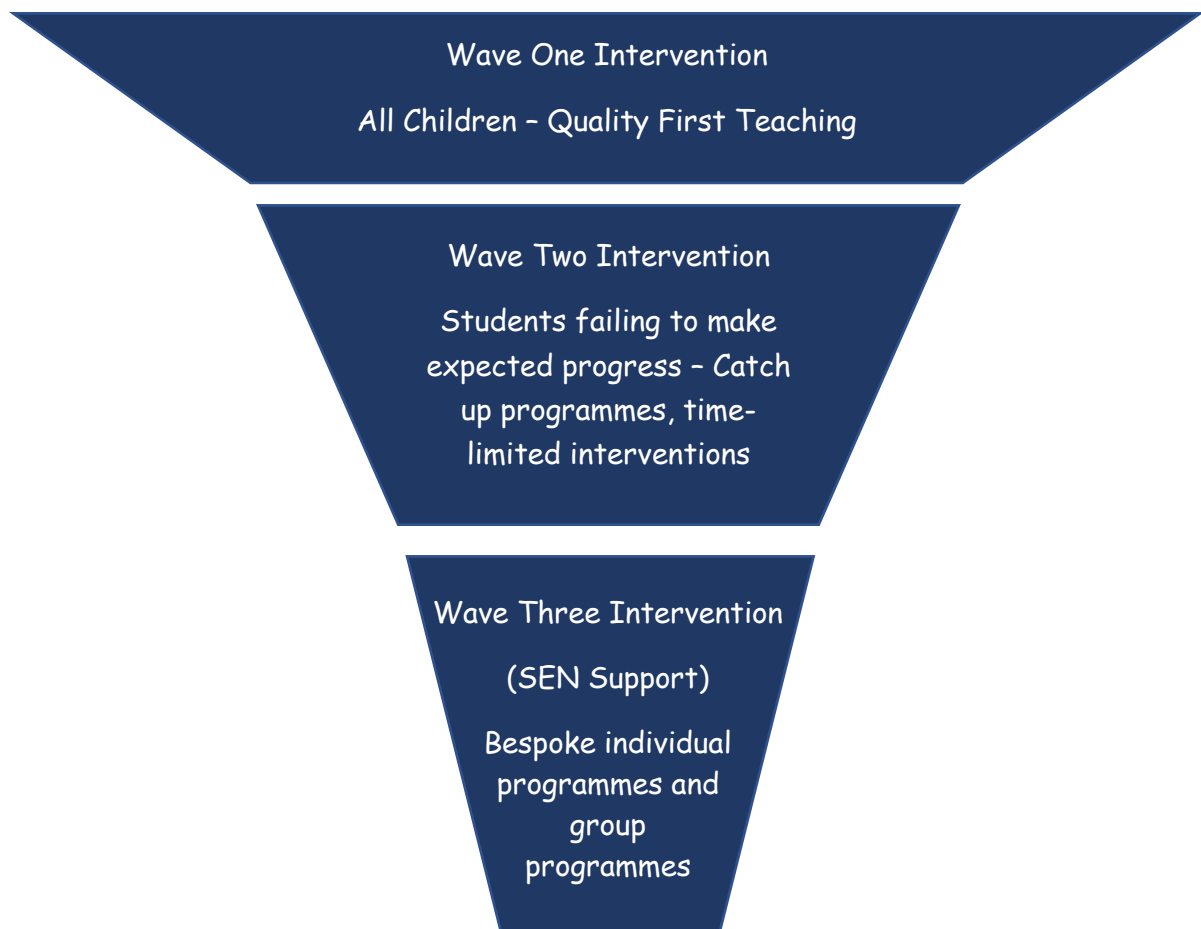 Wave One Intervention
All Children – Quality First Teaching
Wave Two Intervention
Students failing to make
expected progress – Catch
up programmes, time-
limited interventions
Wave Three Intervention
(SEN Support)
Bespoke individual
programmes and
group
programmes